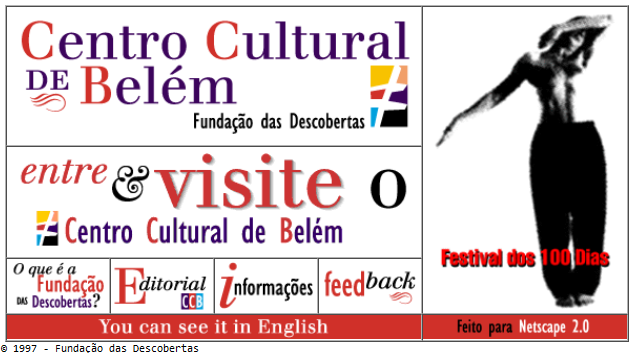 Centro Cultural
DE Belém
Fundação das Descobertas
entre & visite o
Centro Cultural de Belém
O que é a
Fundação
DAS Descobertas?
Editorial
CCB
informações
feedback
You can see it in English
Festival dos 100 Dias
Feito para Netscape 2.0
© 1997 - Fundação das Descobertas